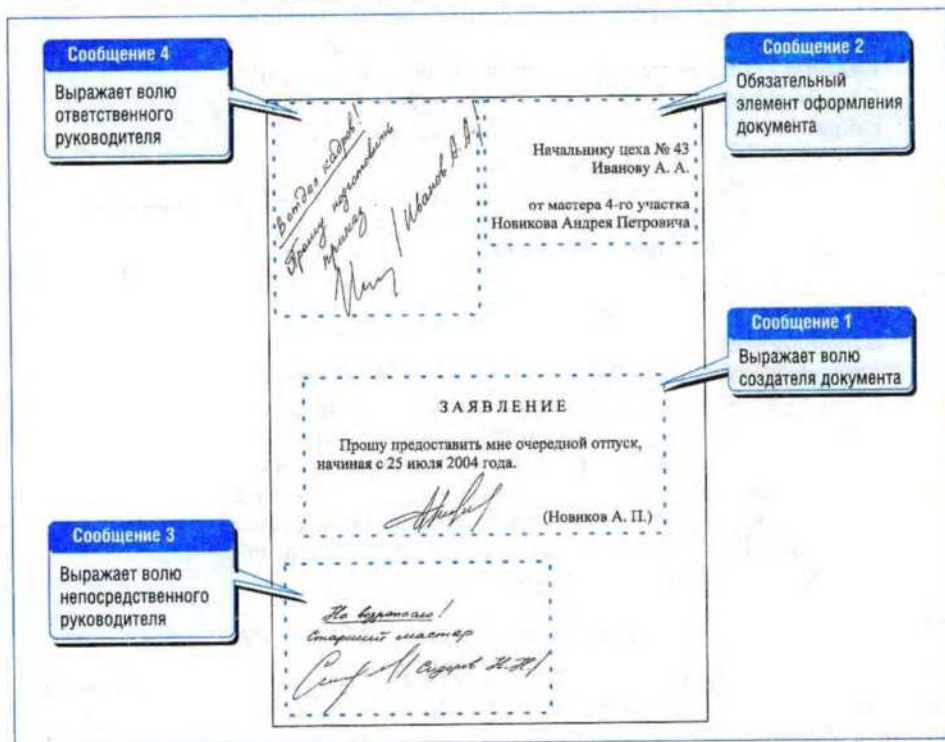 Сообщение 4
Выражает волю
ответственного
руководителя
Сообщение 2
Обязательный
элемент оформления
документа
В отдел кадров!
Прошу подготовить
приказ
/ Иванов А. А. /
Начальнику цеха № 43
Иванову А. А.
от мастера 4-го участка
Новикова Андрея Петровича
Сообщение 1
Выражает волю
создателя документа
ЗАЯВЛЕНИЕ
Прошу предоставить мне очередной отпуск,
начиная с 25 июля 2004 года.
(Новиков А. П.)
Сообщение 3
Выражает волю
непосредственного
руководителя
Не возражаю!
Старший мастер
/ Сидоров Н. Н /